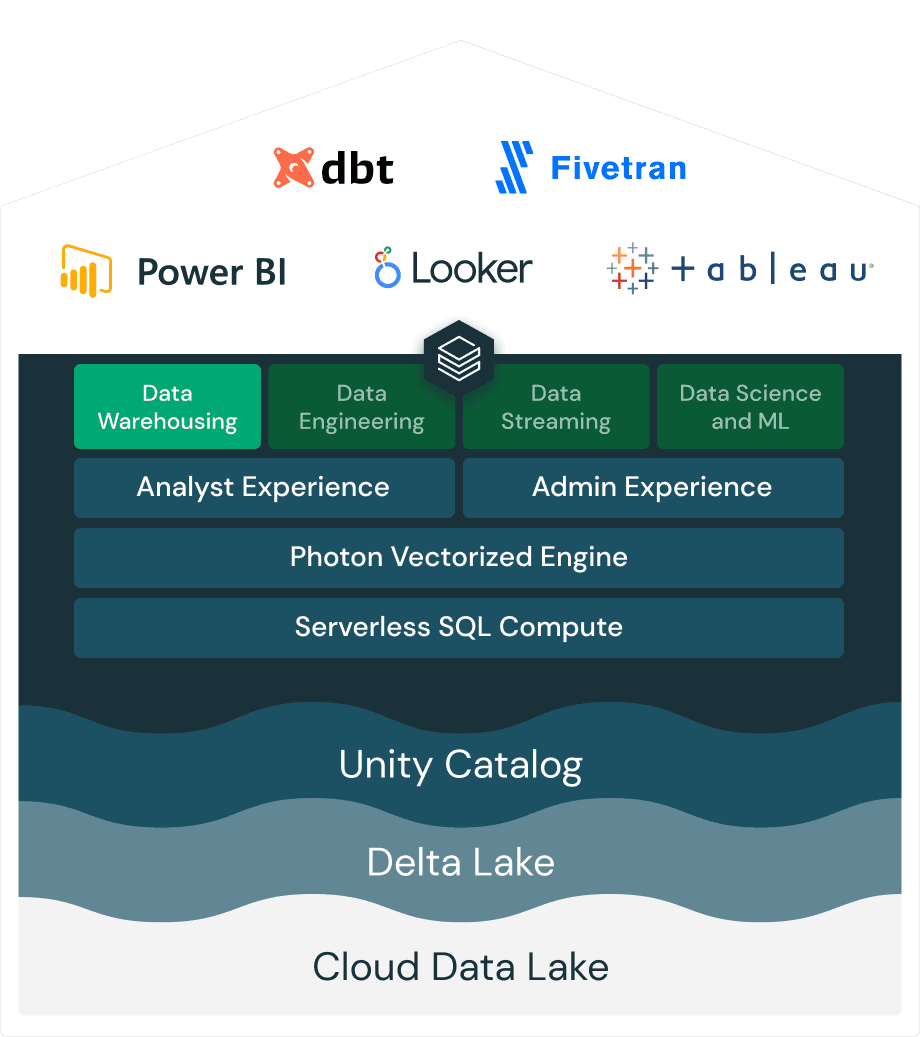 dbt
Fivetran
Power BI
Looker
+ableau®
Data
Warehousing
Data
Engineering
Data
Streaming
Data Science
and ML
Analyst Experience
Admin Experience
Photon Vectorized Engine
Serverless SQL Compute
Unity Catalog
Delta Lake
Cloud Data Lake